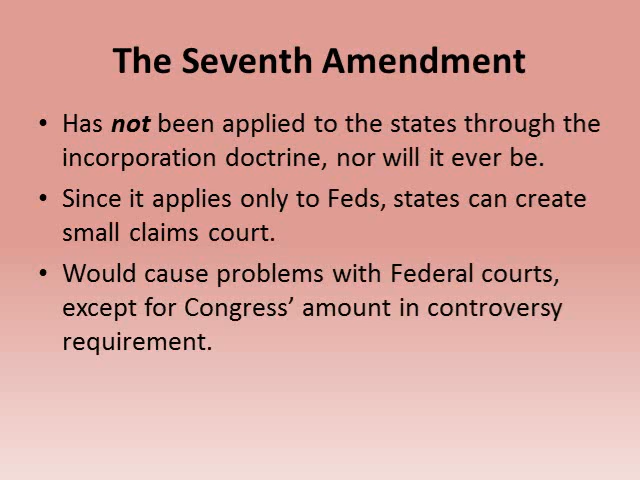 The Seventh Amendment
• Has not been applied to the states through the
incorporation doctrine, nor will it ever be.
• Since it applies only to Feds, states can create
small claims court.
• Would cause problems with Federal courts,
except for Congress’ amount in controversy
requirement.